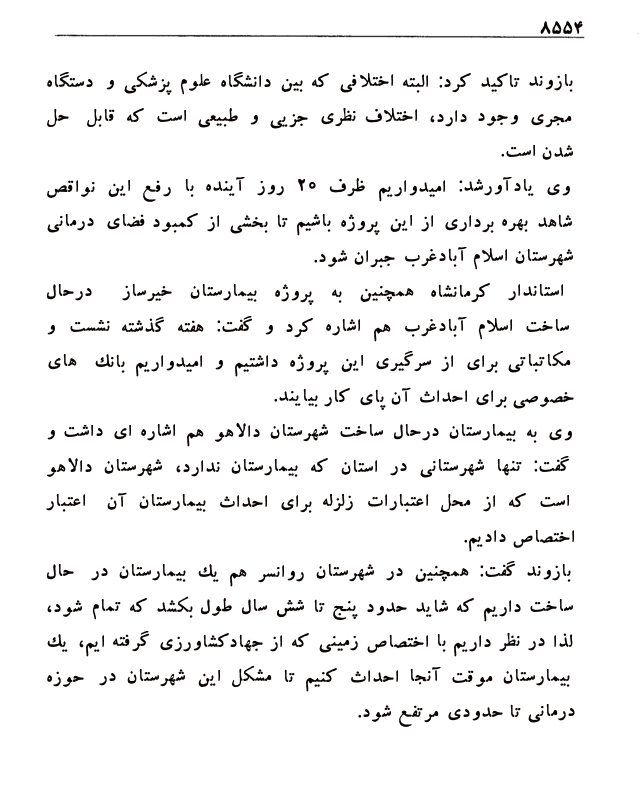 ۸۵۵۴
بازوند تاکید کرد: البته اختلافی که بین دانشگاه علوم پزشکی و دستگاه
مجری وجود دارد، اختلاف نظری جزیی و طبیعی است که قابل حل
شدن است.
وی یادآورشد: امیدواریم ظرف ۲۰ روز آینده با رفع این نواقص
شاهد بهره برداری از این پروژه باشیم تا بخشی از کمبود فضای درمانی
شهرستان اسلام آبادغرب جبران شود.
استاندار کرمانشاه همچنین به پروژه بیمارستان خیرساز درحال
ساخت اسلام آبادغرب هم اشاره کرد و گفت: هفته گذشته نشست و
مکاتباتی برای از سرگیری این پروژه داشتیم و امیدواریم بانک های
خصوصی برای احداث آن پای کار بیایند.
وی به بیمارستان درحال ساخت شهرستان دالاهو هم اشاره ای داشت و
گفت: تنها شهرستانی در استان که بیمارستان ندارد، شهرستان دالاهو
است که از محل اعتبارات زلزله برای احداث بیمارستان آن اعتبار
اختصاص دادیم.
بازوند گفت: همچنین در شهرستان روانسر هم یک بیمارستان در حال
ساخت داریم که شاید حدود پنج تا شش سال طول بکشد که تمام شود،
لذا در نظر داریم با اختصاص زمینی که از جهادکشاورزی گرفته ایم، یک
بیمارستان موقت آنجا احداث کنیم تا مشکل این شهرستان در حوزه
درمانی تا حدودی مرتفع شود.